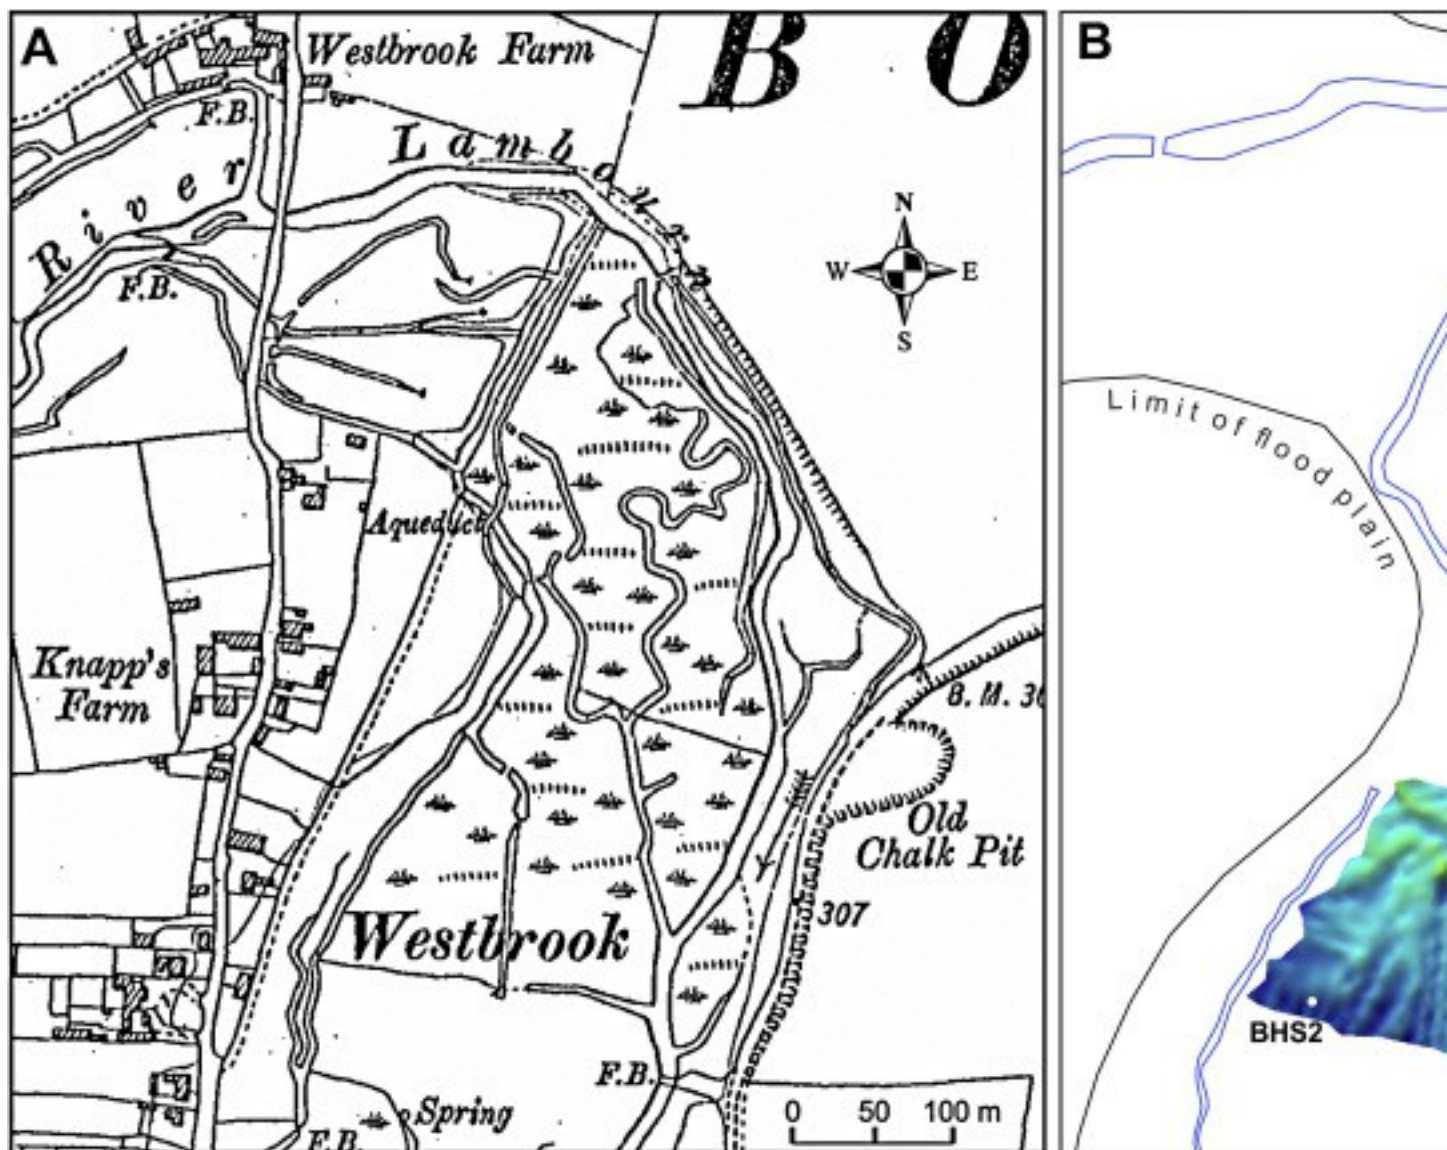 A
Westbrook Farm
B O
F.B.
River
Lambourn
F.B.
N
W E
S
Aqueduct
Knapp's
Farm
B. M. 30
Old
Chalk Pit
307
Westbrook
F.B.
Spring
F.B.
0 50 100 m
B
Limit of flood plain
BHS2